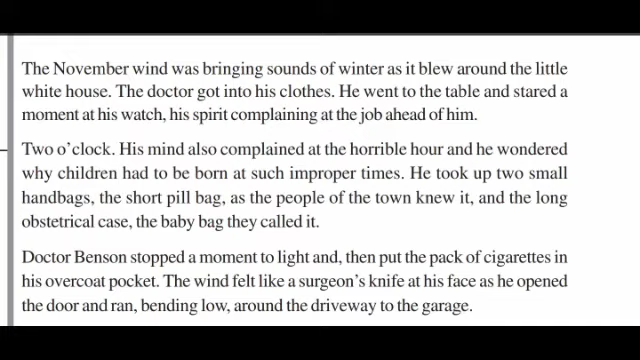 The November wind was bringing sounds of winter as it blew around the little
white house. The doctor got into his clothes. He went to the table and stared a
moment at his watch, his spirit complaining at the job ahead of him.
Two o'clock. His mind also complained at the horrible hour and he wondered
why children had to be born at such improper times. He took up two small
handbags, the short pill bag, as the people of the town knew it, and the long
obstetrical case, the baby bag they called it.
Doctor Benson stopped a moment to light and, then put the pack of cigarettes in
his overcoat pocket. The wind felt like a surgeon's knife at his face as he opened
the door and ran, bending low, around the driveway to the garage.